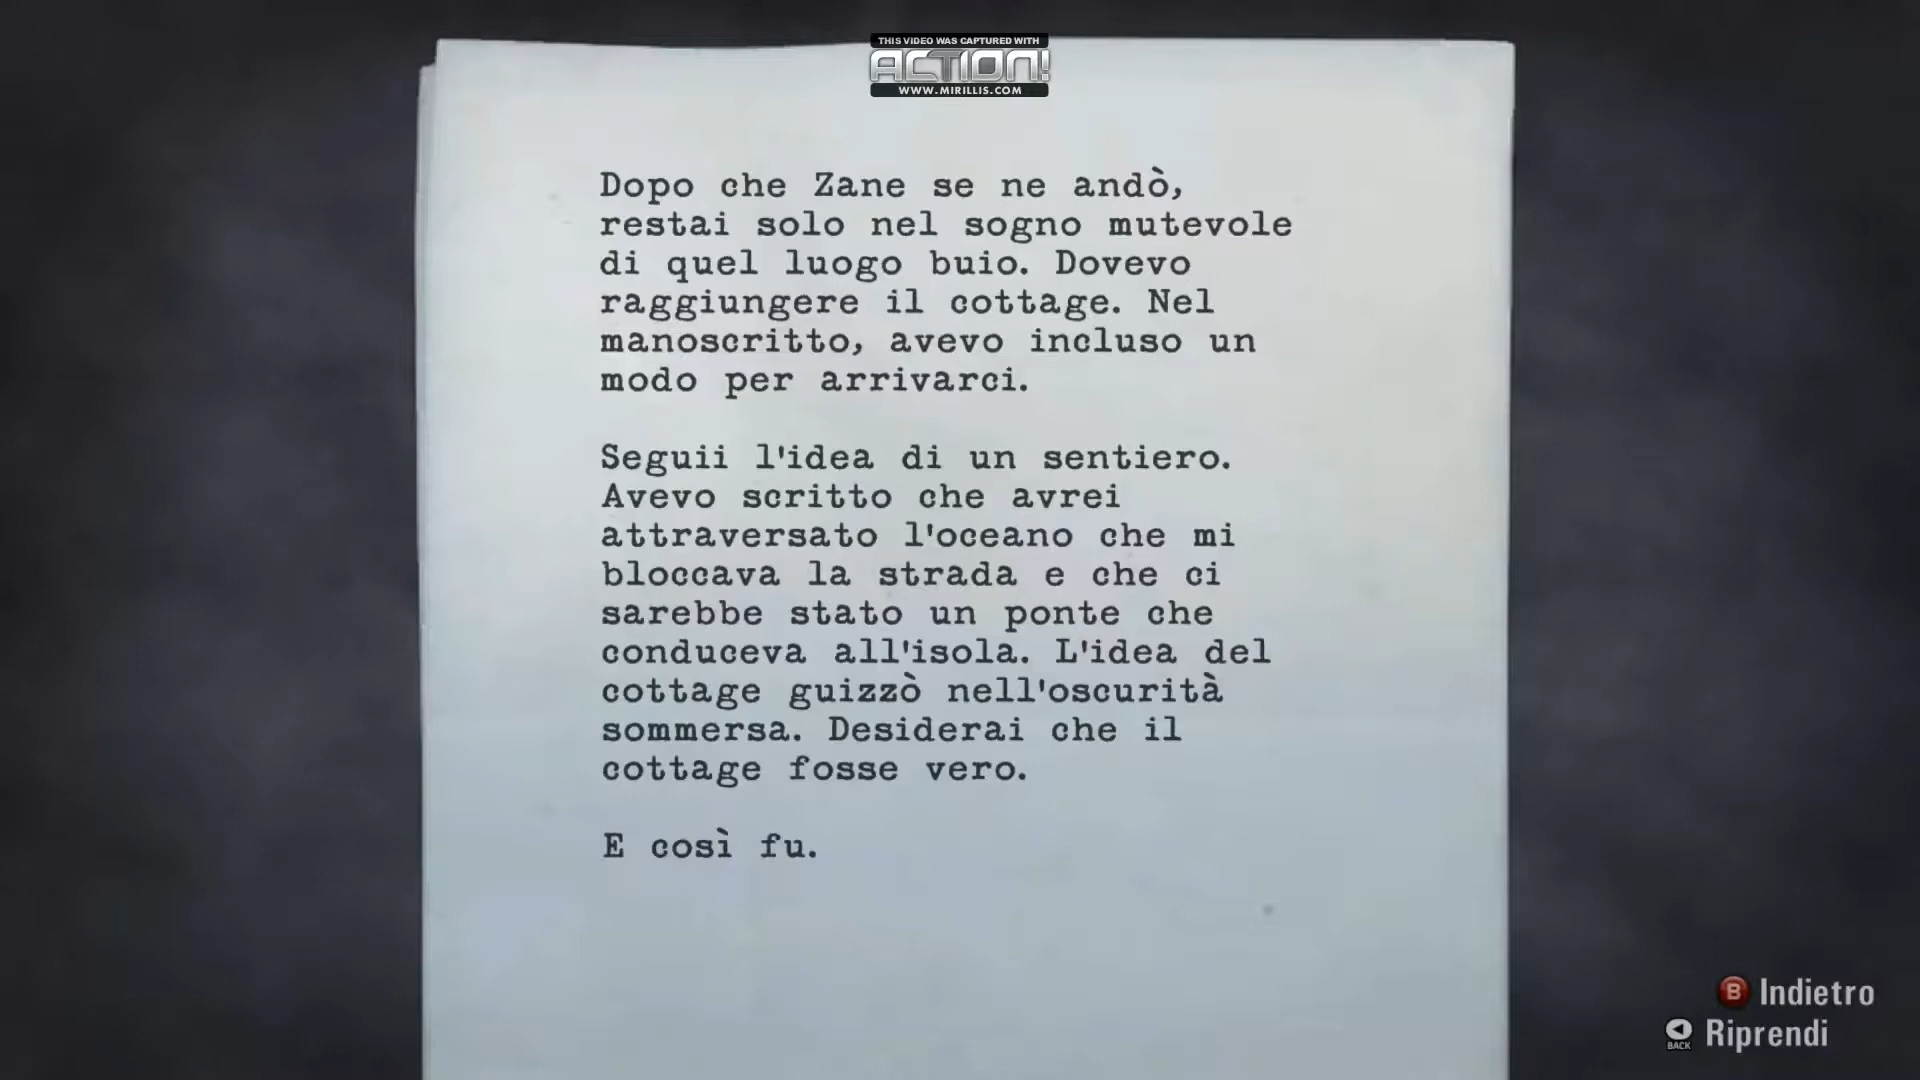 THIS VIDEO WAS CAPTURED WITH
ACTION!
WWW.MIRILLIS.COM
Dopo che Zane se ne andò,
restai solo nel sogno mutevole
di quel luogo buio. Dovevo
raggiungere il cottage. Nel
manoscritto, avevo incluso un
modo per arrivarci.
Seguii l'idea di un sentiero.
Avevo scritto che avrei
attraversato l'oceano che mi
bloccava la strada e che ci
sarebbe stato un ponte che
conduceva all'isola. L'idea del
cottage guizzò nell'oscurità
sommersa. Desiderai che il
cottage fosse vero.
E così fu.
B Indietro
BACK Riprendi